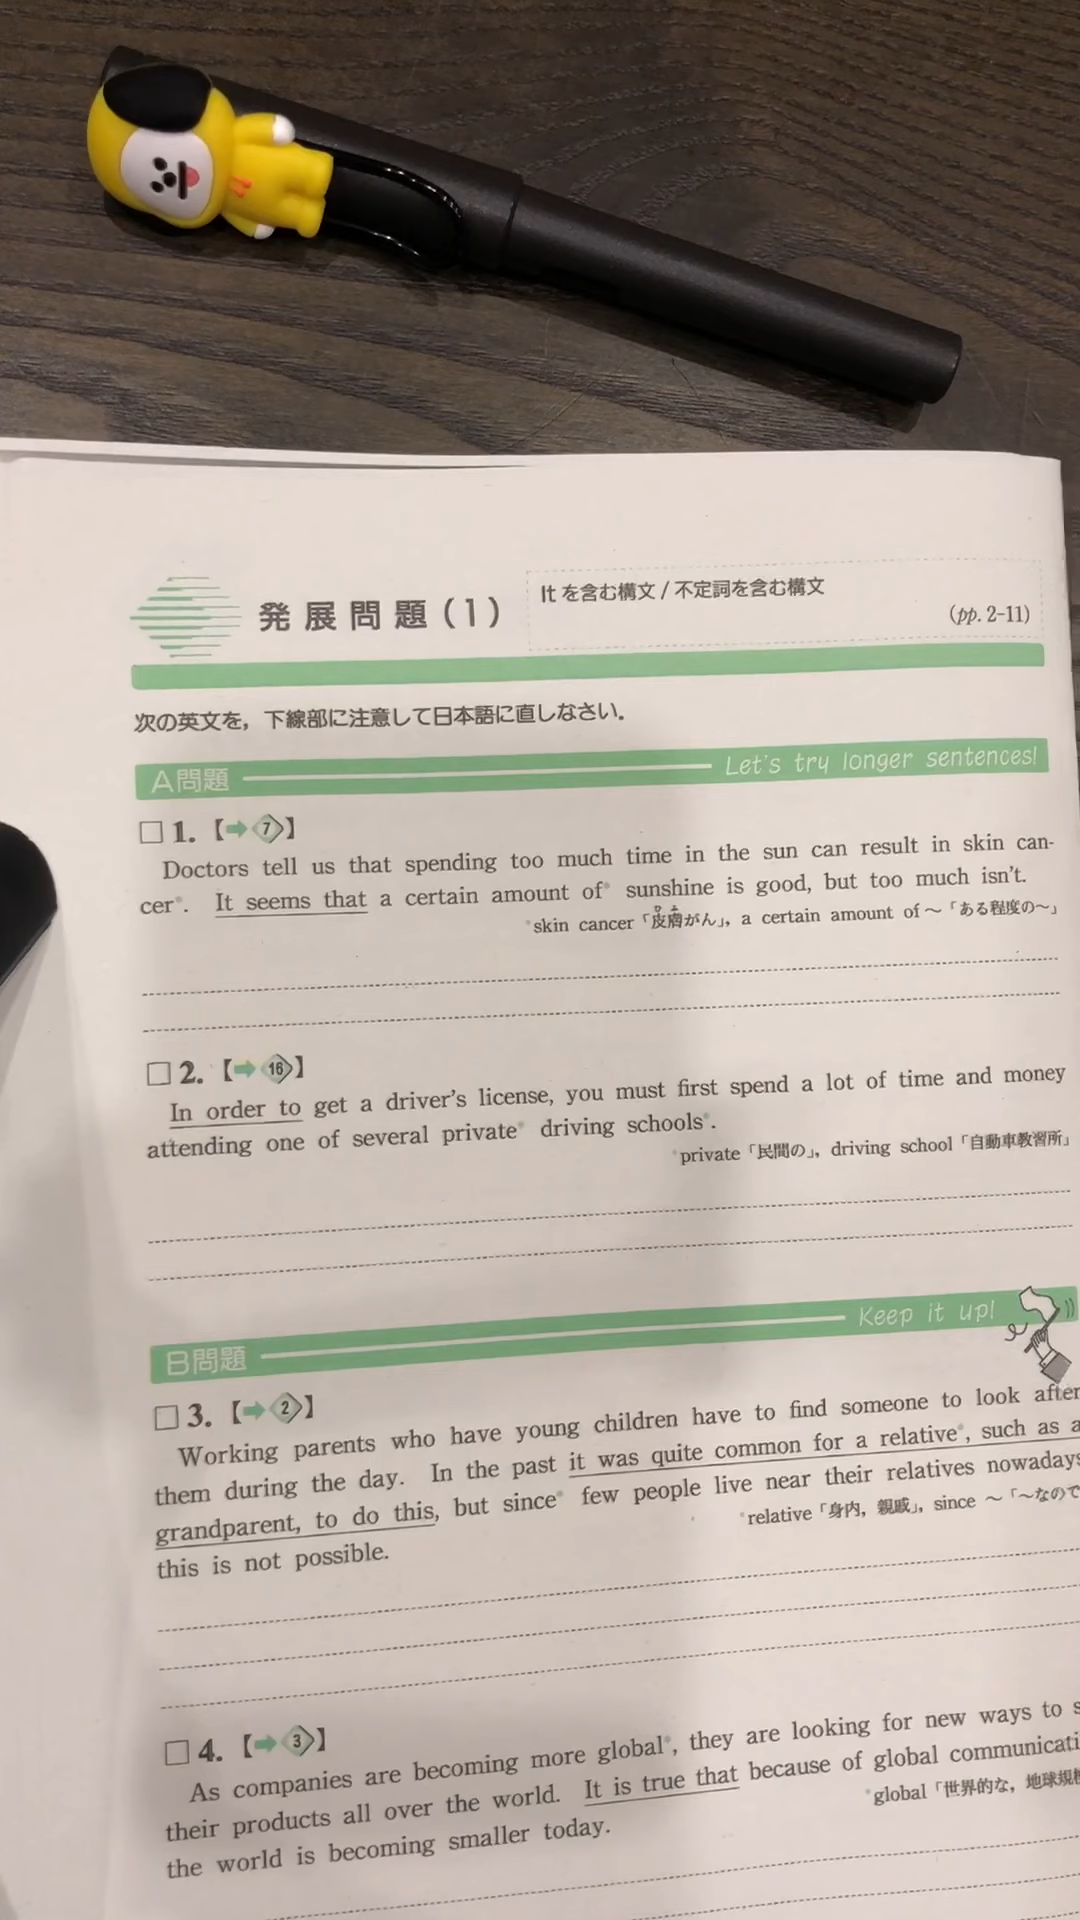 発展問題(1)
Itを含む構文/不定詞を含む構文
(pp. 2-11)
次の英文を，下線部に注意して日本語に直しなさい。
A問題
Let's try longer sentences!
1. 【➡7】
Doctors tell us that spending too much time in the sun can result in skin can-
cer*. It seems that a certain amount of* sunshine is good, but too much isn't.
*skin cancer「皮膚がん」, a certain amount of～「ある程度の～」
2. 【➡16】
In order to get a driver's license, you must first spend a lot of time and money
attending one of several private* driving schools*.
*private「民間の」, driving school「自動車教習所」
B問題
Keep it up!
3. 【➡2】
Working parents who have young children have to find someone to look after
them during the day. In the past it was quite common for a relative*, such as a
grandparent, to do this, but since* few people live near their relatives nowadays
this is not possible.
*relative「身内，親戚」, since ～「～なので
4. 【➡3】
As companies are becoming more global*, they are looking for new ways to s
their products all over the world. It is true that because of global communicati
the world is becoming smaller today.
*global「世界的な，地球規模